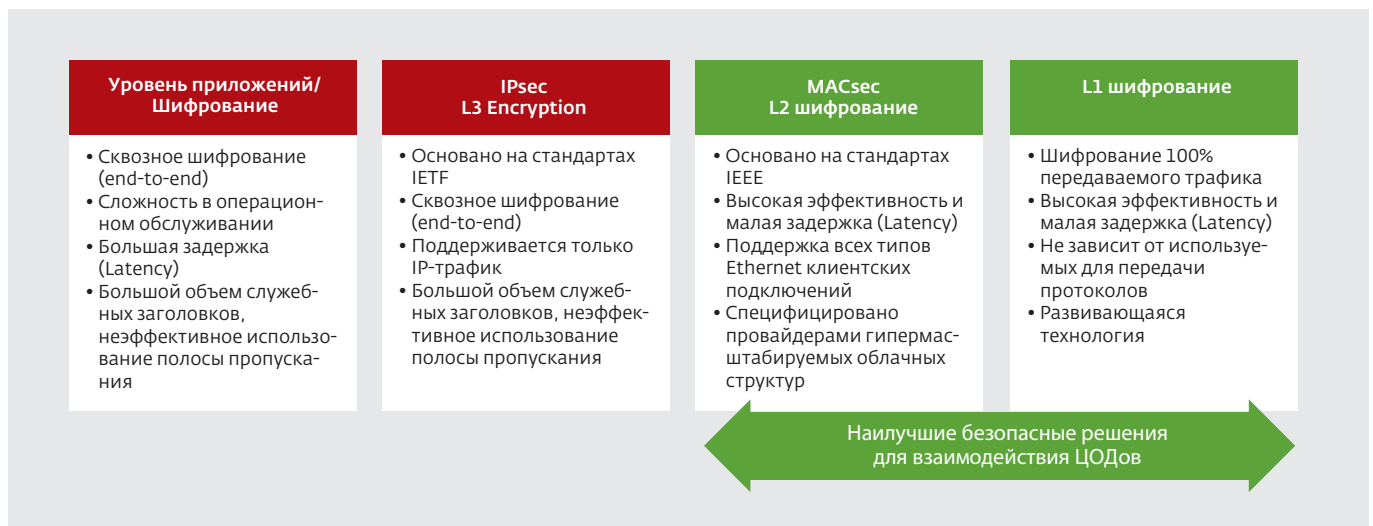 Уровень приложений/
Шифрование
• Сквозное шифрование
(end-to-end)
• Сложность в операцион-
ном обслуживании
• Большая задержка
(Latency)
• Большой объем служеб-
ных заголовков,
неэффективное использо-
вание полосы пропуска-
ния
IPsec
L3 Encryption
• Основано на стандартах
IETF
• Сквозное шифрование
(end-to-end)
• Поддерживается только
IP-трафик
• Большой объем служеб-
ных заголовков, неэффек-
тивное использование
полосы пропускания
MACsec
L2 шифрование
• Основано на стандартах
IEEE
• Высокая эффективность и
малая задержка (Latency)
• Поддержка всех типов
Ethernet клиентских
подключений
• Специфицировано
провайдерами гипермас-
штабируемых облачных
структур
L1 шифрование
• Шифрование 100%
передаваемого трафика
• Высокая эффективность и
малая задержка (Latency)
• Не зависит от используе-
мых для передачи
протоколов
• Развивающаяся
технология
Наилучшие безопасные решения
для взаимодействия ЦОДов